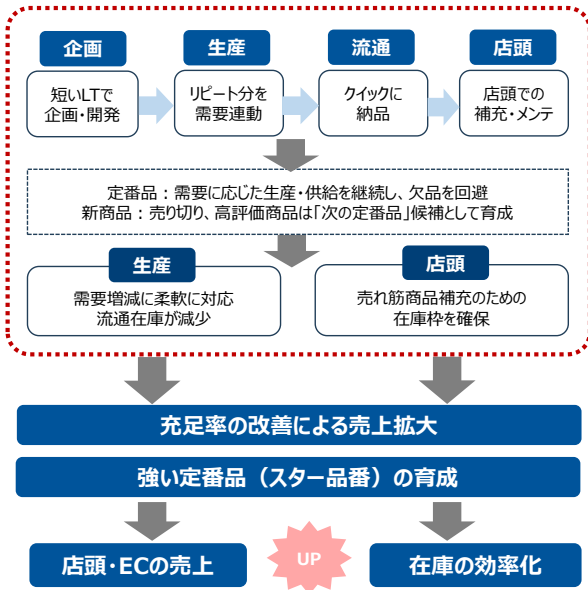 企画
生産
流通
店頭
短いLTで
企画・開発
リピート分を
需要連動
クイックに
納品
店頭での
補充・メンテ
定番品：需要に応じた生産・供給を継続し、欠品を回避
新商品：売り切り、高評価商品は「次の定番品」候補として育成
生産
需要増減に柔軟に対応
流通在庫が減少
店頭
売れ筋商品補充のための
在庫枠を確保
充足率の改善による売上拡大
強い定番品（スター品番）の育成
店頭・ECの売上
UP
在庫の効率化